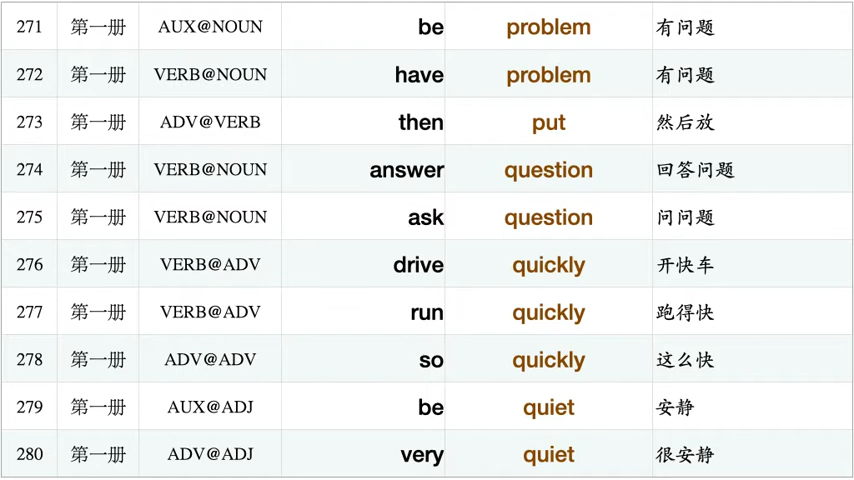 271 第一册 AUX@NOUN be problem 有问题
272 第一册 VERB@NOUN have problem 有问题
273 第一册 ADV@VERB then put 然后放
274 第一册 VERB@NOUN answer question 回答问题
275 第一册 VERB@NOUN ask question 问问题
276 第一册 VERB@ADV drive quickly 开快车
277 第一册 VERB@ADV run quickly 跑得快
278 第一册 ADV@ADV so quickly 这么快
279 第一册 AUX@ADJ be quiet 安静
280 第一册 ADV@ADJ very quiet 很安静